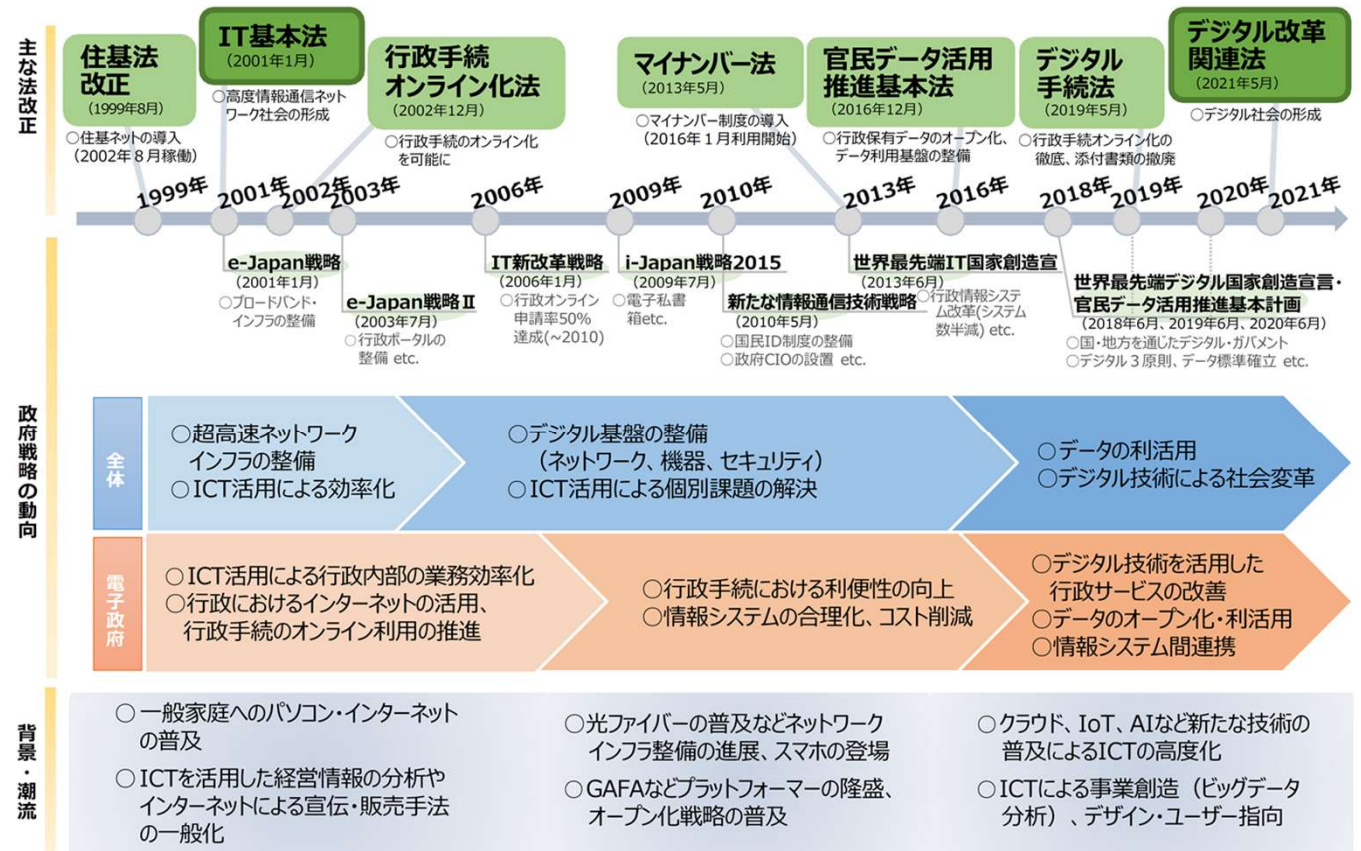 主な法改正
住基法
改正
(1999年8月)
○住基ネットの導入
(2002年8月稼働)
IT基本法
(2001年1月)
○高度情報通信ネット
ワーク社会の形成
行政手続
オンライン化法
(2002年12月)
○行政手続のオンライン化
を可能に
マイナンバー法
(2013年5月)
○マイナンバー制度の導入
(2016年1月利用開始)
官民データ活用
推進基本法
(2016年12月)
○行政保有データのオープン化、
データ利用基盤の整備
デジタル
手続法
(2019年5月)
○行政手続オンライン化の
徹底、添付書類の撤廃
デジタル改革
関連法
(2021年5月)
○デジタル社会の形成
1999年
2001年
2002年
2003年
2006年
2009年
2010年
2013年
2016年
2018年
2019年
2020年
2021年
政府戦略の動向
e-Japan戦略
(2001年1月)
○ブロードバンド・
インフラの整備
e-Japan戦略Ⅱ
(2003年7月)
○行政ポータルの
整備 etc.
IT新改革戦略
(2006年1月)
○行政オンライン
申請率50%
達成(~2010)
i-Japan戦略2015
(2009年7月)
○電子私書
箱etc.
新たな情報通信技術戦略
(2010年5月)
○国民ID制度の整備
○政府CIOの設置 etc.
世界最先端IT国家創造宣
(2013年6月)
○行政情報システ
ム改革(システム
数半減) etc.
世界最先端デジタル国家創造宣言・
官民データ活用推進基本計画
(2018年6月、2019年6月、2020年6月)
○国・地方を通じたデジタル・ガバメント
○デジタル3原則、データ標準確立 etc.
全体
○超高速ネットワーク
インフラの整備
○ICT活用による効率化
○デジタル基盤の整備
(ネットワーク、機器、セキュリティ)
○ICT活用による個別課題の解決
○データの利活用
○デジタル技術による社会変革
電子政府
○ICT活用による行政内部の業務効率化
○行政におけるインターネットの活用、
行政手続のオンライン利用の推進
○行政手続における利便性の向上
○情報システムの合理化、コスト削減
○デジタル技術を活用した
行政サービスの改善
○データのオープン化・利活用
○情報システム間連携
背景・潮流
○一般家庭へのパソコン・インターネット
の普及
○ICTを活用した経営情報の分析や
インターネットによる宣伝・販売手法
の一般化
○光ファイバーの普及などネットワーク
インフラ整備の進展、スマホの登場
○GAFAなどプラットフォーマーの隆盛、
オープン化戦略の普及
○クラウド、IoT、AIなど新たな技術の
普及によるICTの高度化
○ICTによる事業創造(ビッグデータ
分析)、デザイン・ユーザー指向